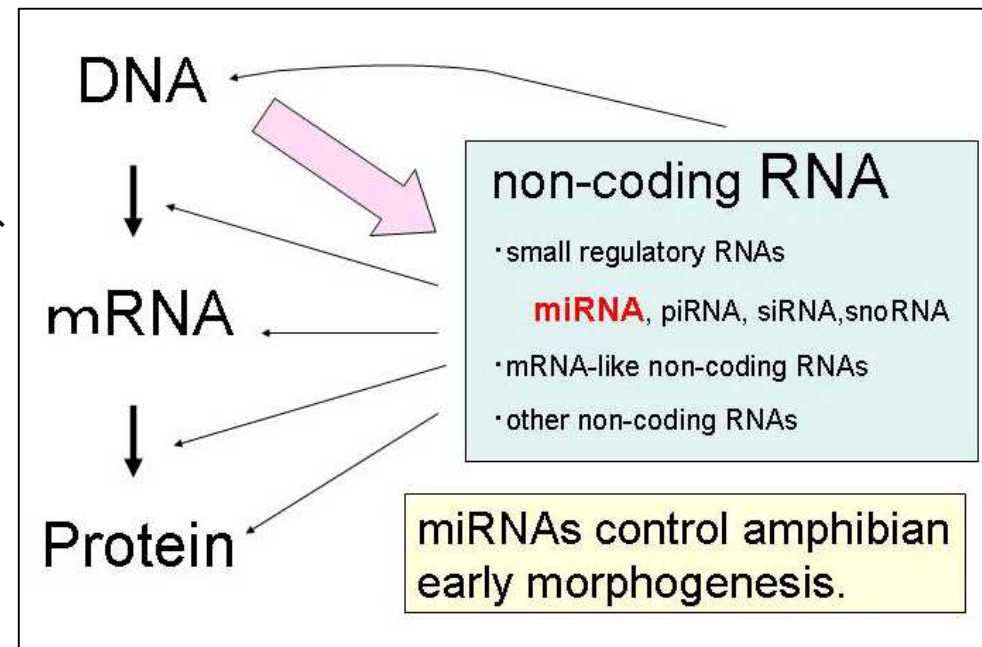 DNA
non-coding RNA
・small regulatory RNAs
miRNA, piRNA, siRNA,snoRNA
mRNA
・mRNA-like non-coding RNAs
・other non-coding RNAs
Protein
miRNAs control amphibian
early morphogenesis.